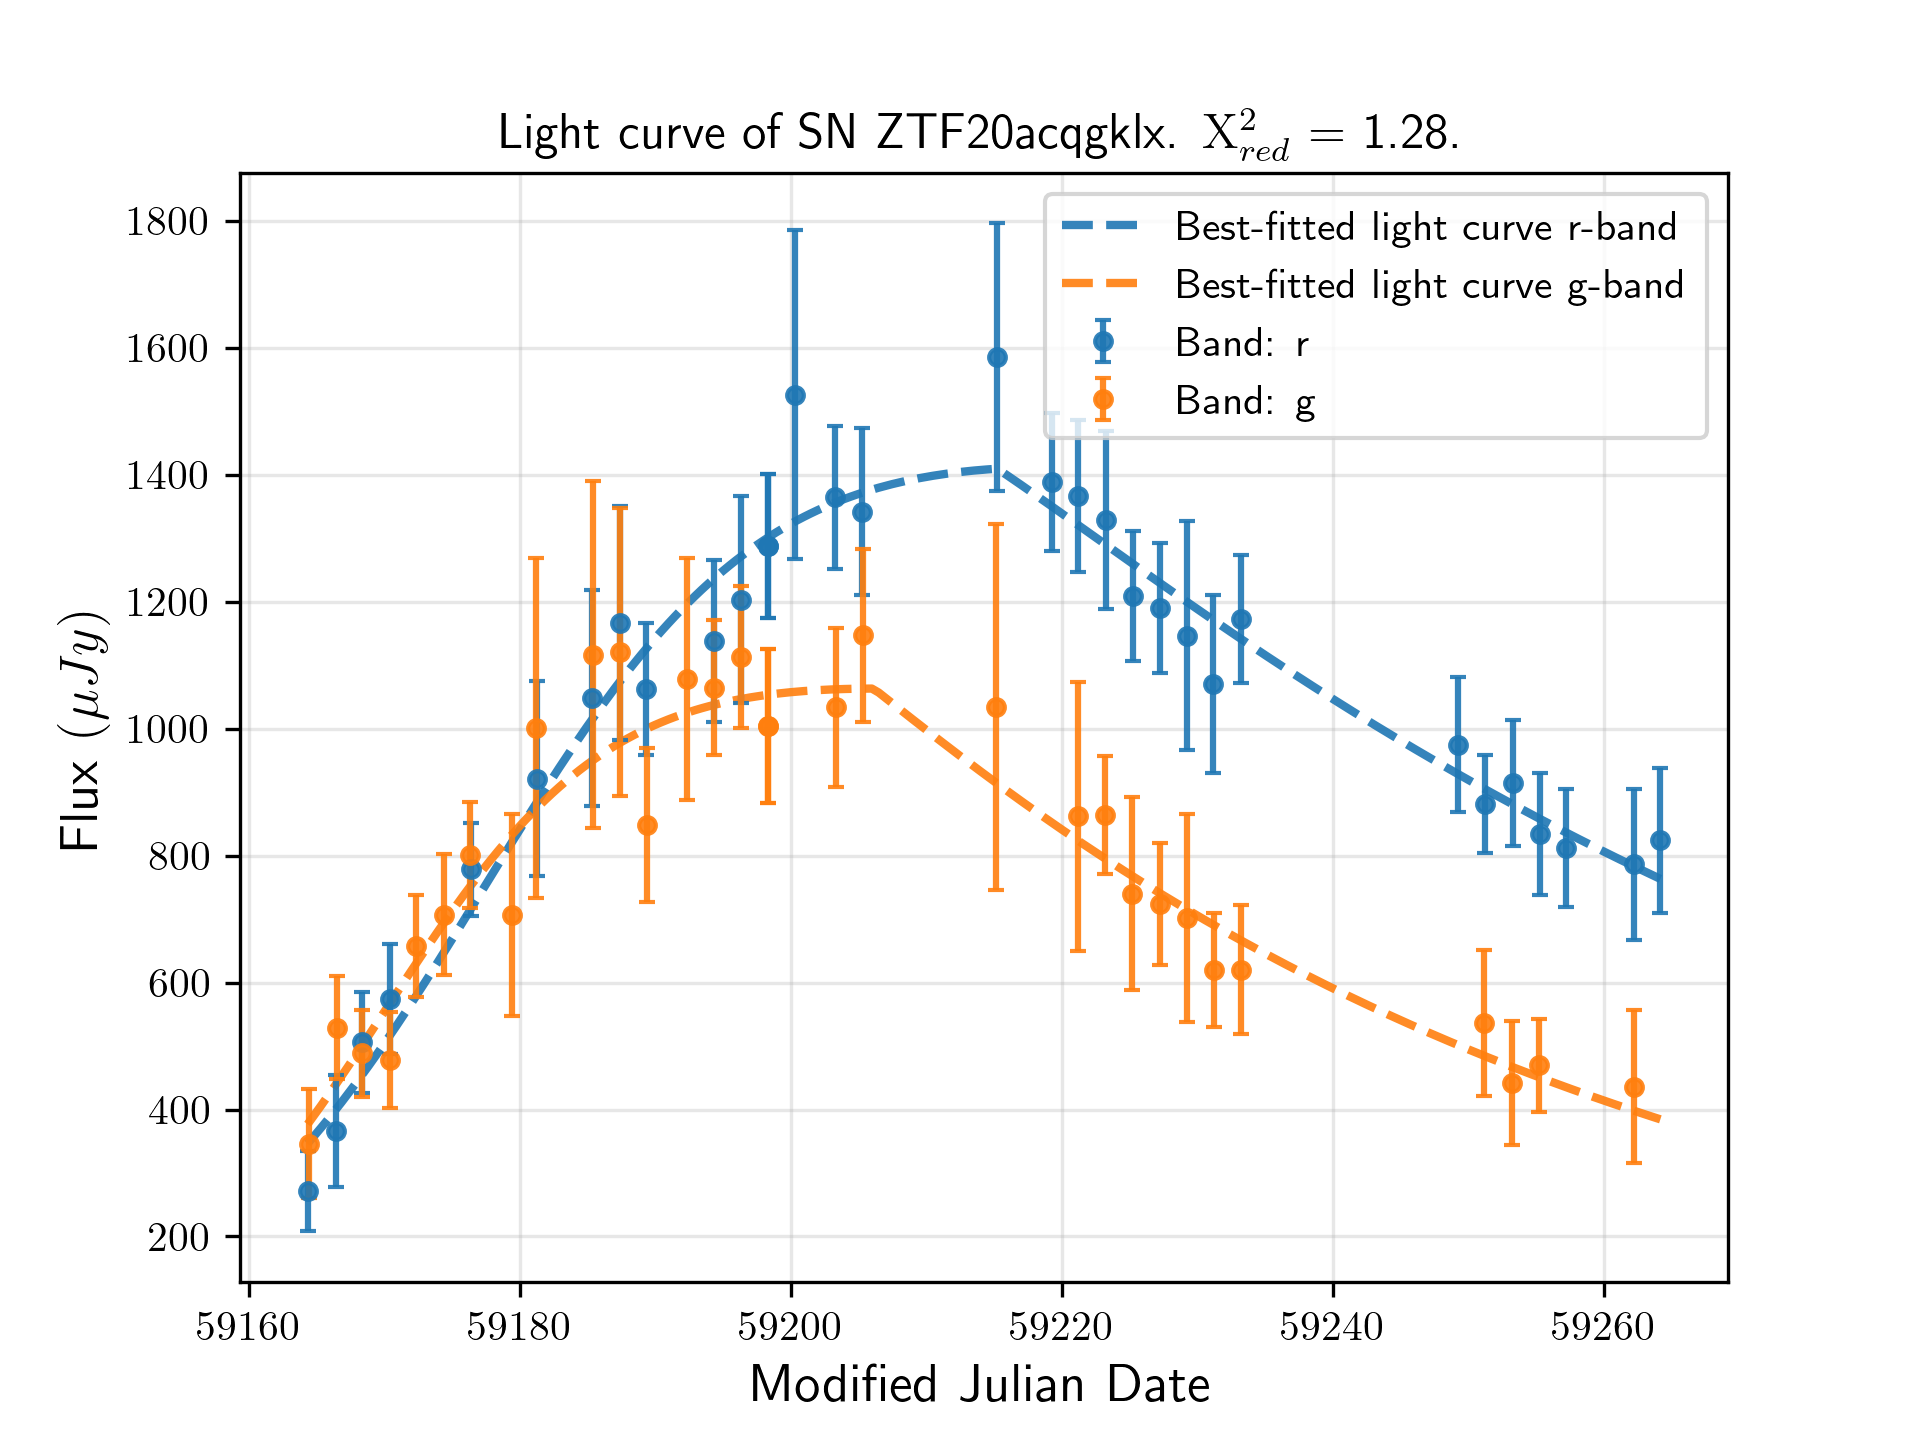 Light curve of SN ZTF20acqgklx. X²_red = 1.28.
Best-fitted light curve r-band
Best-fitted light curve g-band
Band: r
Band: g
1800
1600
1400
1200
1000
800
600
400
200
Flux (μJy)
59160 59180 59200 59220 59240 59260
Modified Julian Date